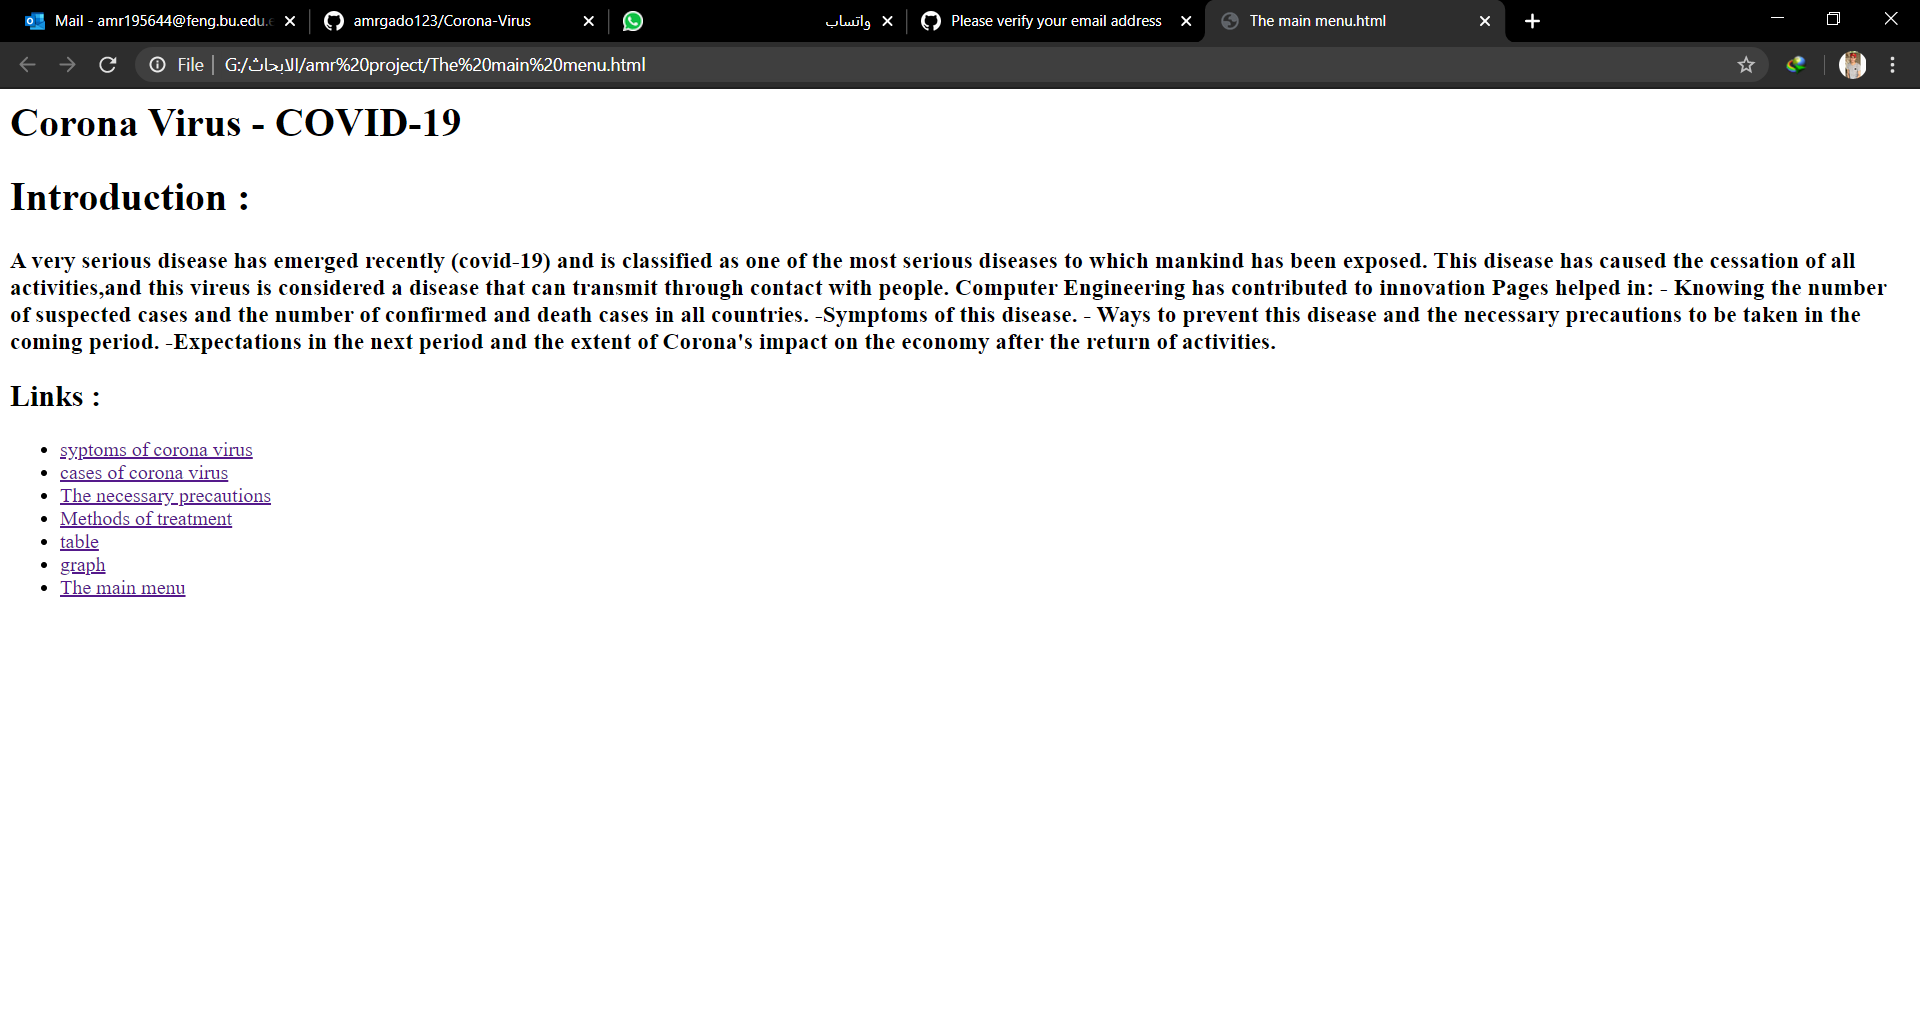 Mail - amr195644@feng.bu.edu.e
amrgado123/Corona-Virus
واتساب
Please verify your email address
The main menu.html
File
G:/الابحاث/amr%20project/The%20main%20menu.html
Corona Virus - COVID-19
Introduction :
A very serious disease has emerged recently (covid-19) and is classified as one of the most serious diseases to which mankind has been exposed. This disease has caused the cessation of all
activities,and this vireus is considered a disease that can transmit through contact with people. Computer Engineering has contributed to innovation Pages helped in: - Knowing the number
of suspected cases and the number of confirmed and death cases in all countries. -Symptoms of this disease. - Ways to prevent this disease and the necessary precautions to be taken in the
coming period. -Expectations in the next period and the extent of Corona's impact on the economy after the return of activities.
Links :
syptoms of corona virus
cases of corona virus
The necessary precautions
Methods of treatment
table
graph
The main menu